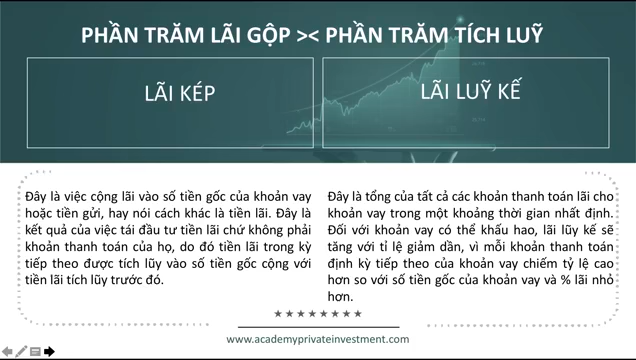 PHẦN TRĂM LÃI GỘP >< PHẦN TRĂM TÍCH LUỸ
LÃI KÉP
LÃI LUỸ KẾ
Đây là việc cộng lãi vào số tiền gốc của khoản vay
hoặc tiền gửi, hay nói cách khác là tiền lãi. Đây là
kết quả của việc tái đầu tư tiền lãi chứ không phải
khoản thanh toán của họ, do đó tiền lãi trong kỳ
tiếp theo được tích lũy vào số tiền gốc cộng với
tiền lãi tích lũy trước đó.
Đây là tổng của tất cả các khoản thanh toán lãi cho
khoản vay trong một khoảng thời gian nhất định.
Đối với khoản vay có thể khấu hao, lãi lũy kế sẽ
tăng với tỉ lệ giảm dần, vì mỗi khoản thanh toán
định kỳ tiếp theo của khoản vay chiếm tỷ lệ cao
hơn so với số tiền gốc của khoản vay và % lãi nhỏ
hơn.
www.academyprivateinvestment.com